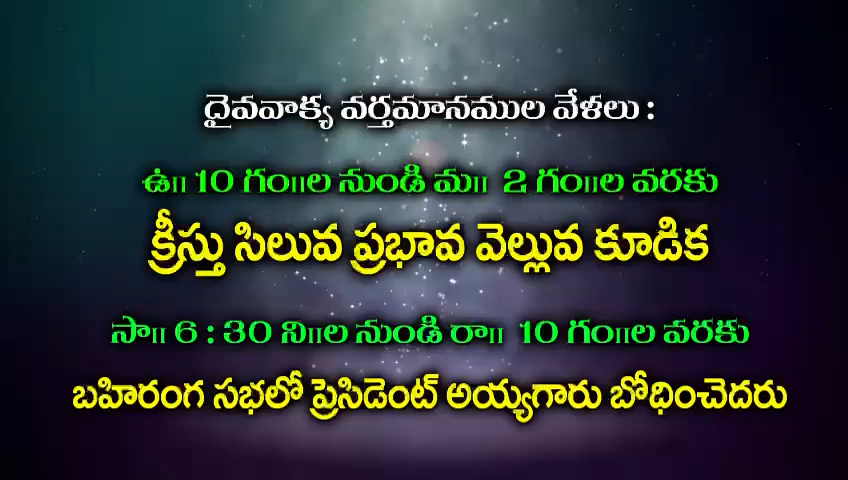 దైవవాక్య వర్తమానముల వేళలు :
ఉ॥ 10 గం॥ల నుండి మ॥ 2 గం॥ల వరకు
క్రీస్తు సిలువ ప్రభావ వెల్లువ కూడిక
సా॥ 6 : 30 ని॥ల నుండి రా॥ 10 గం॥ల వరకు
బహిరంగ సభలో ప్రెసిడెంట్ అయ్యగారు బోధించెదరు